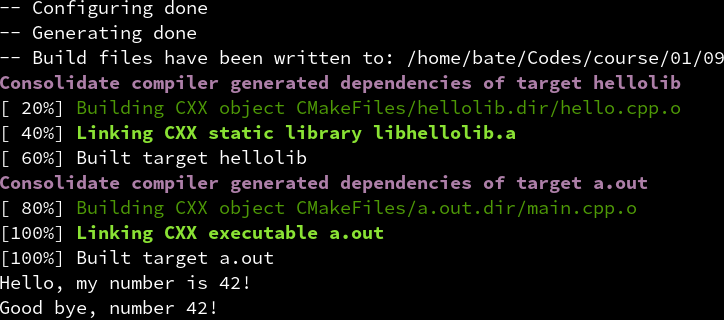 -- Configuring done
-- Generating done
-- Build files have been written to: /home/bate/Codes/course/01/09
Consolidate compiler generated dependencies of target hellolib
[ 20%] Building CXX object CMakeFiles/hellolib.dir/hello.cpp.o
[ 40%] Linking CXX static library libhellolib.a
[ 60%] Built target hellolib
Consolidate compiler generated dependencies of target a.out
[ 80%] Building CXX object CMakeFiles/a.out.dir/main.cpp.o
[100%] Linking CXX executable a.out
[100%] Built target a.out
Hello, my number is 42!
Good bye, number 42!